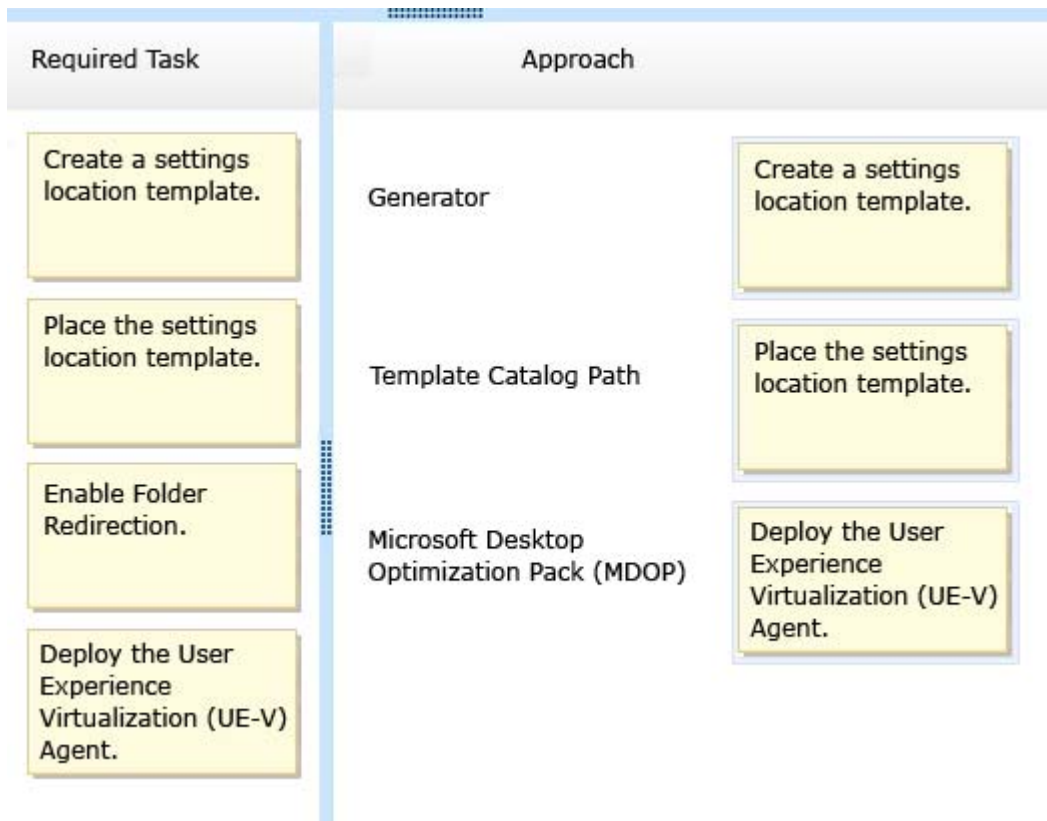 Required Task
Approach
Create a settings
location template.
Place the settings
location template.
Enable Folder
Redirection.
Deploy the User
Experience
Virtualization (UE-V)
Agent.
Generator
Create a settings
location template.
Template Catalog Path
Place the settings
location template.
Microsoft Desktop
Optimization Pack (MDOP)
Deploy the User
Experience
Virtualization (UE-V)
Agent.